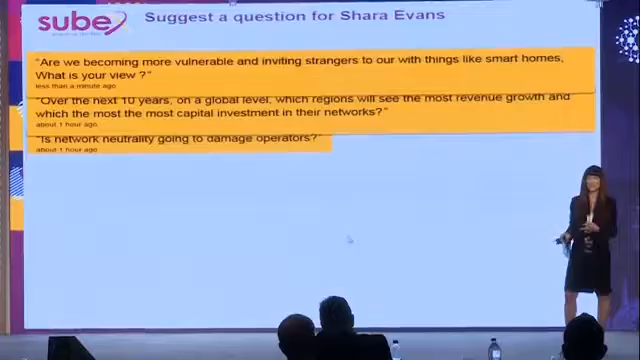 sube
Suggest a question for Shara Evans
"Are we becoming more vulnerable and inviting strangers to our with things like smart homes,
What is your view ?"
less than a minute ago
"Over the next 10 years, on a global level, which regions will see the most revenue growth and
which the most the most capital investment in their networks?"
about 1 hour ago
"Is network neutrality going to damage operators?"
about 1 hour ago